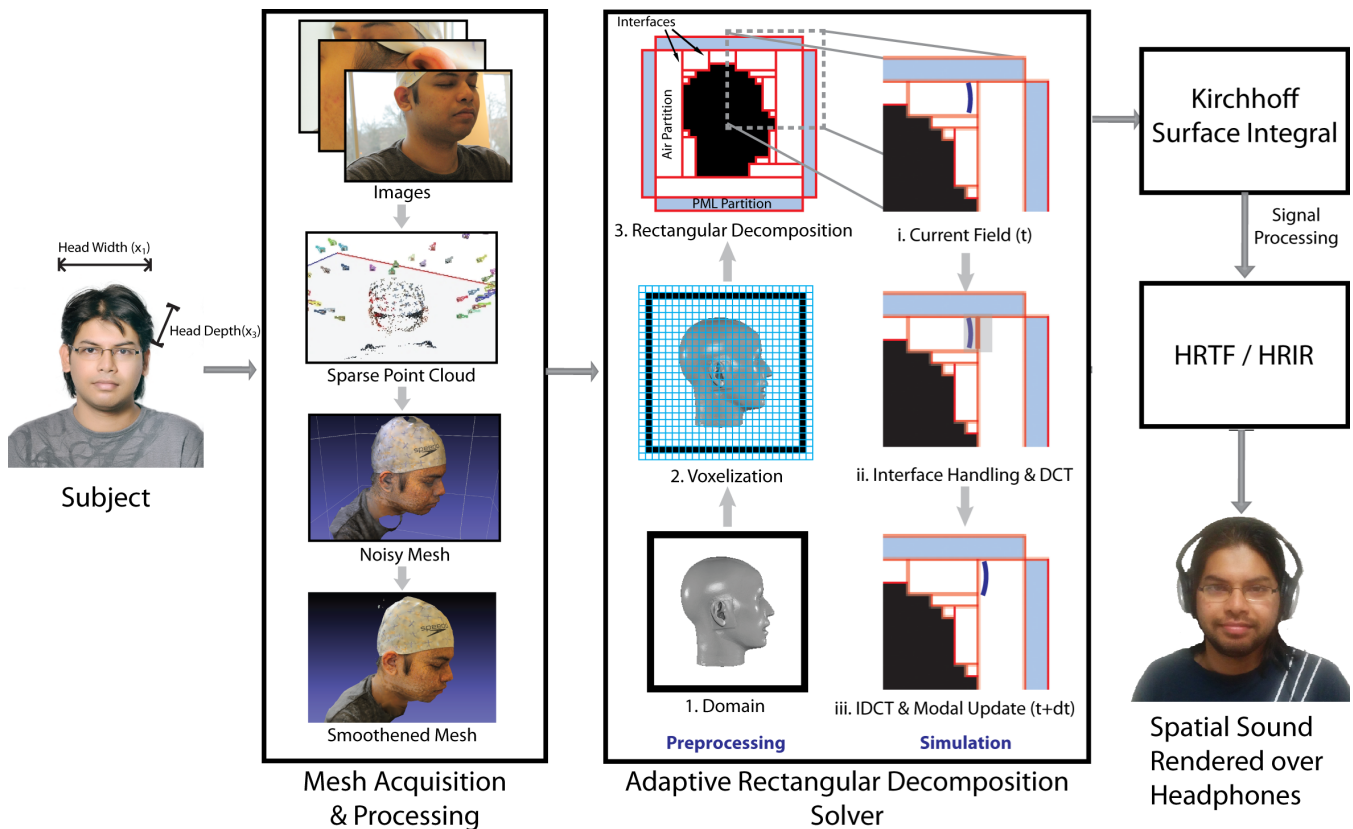 Head Width (x₁)
Head Depth(x₃)
Subject
Images
Sparse Point Cloud
speedo
Noisy Mesh
speedo
Smoothened Mesh
Mesh Acquisition
& Processing
Interfaces
Air Partition
PML Partition
3. Rectangular Decomposition
2. Voxelization
1. Domain
Preprocessing
i. Current Field (t)
ii. Interface Handling & DCT
iii. IDCT & Modal Update (t+dt)
Simulation
Adaptive Rectangular Decomposition
Solver
Kirchhoff
Surface Integral
Signal
Processing
HRTF / HRIR
Spatial Sound
Rendered over
Headphones